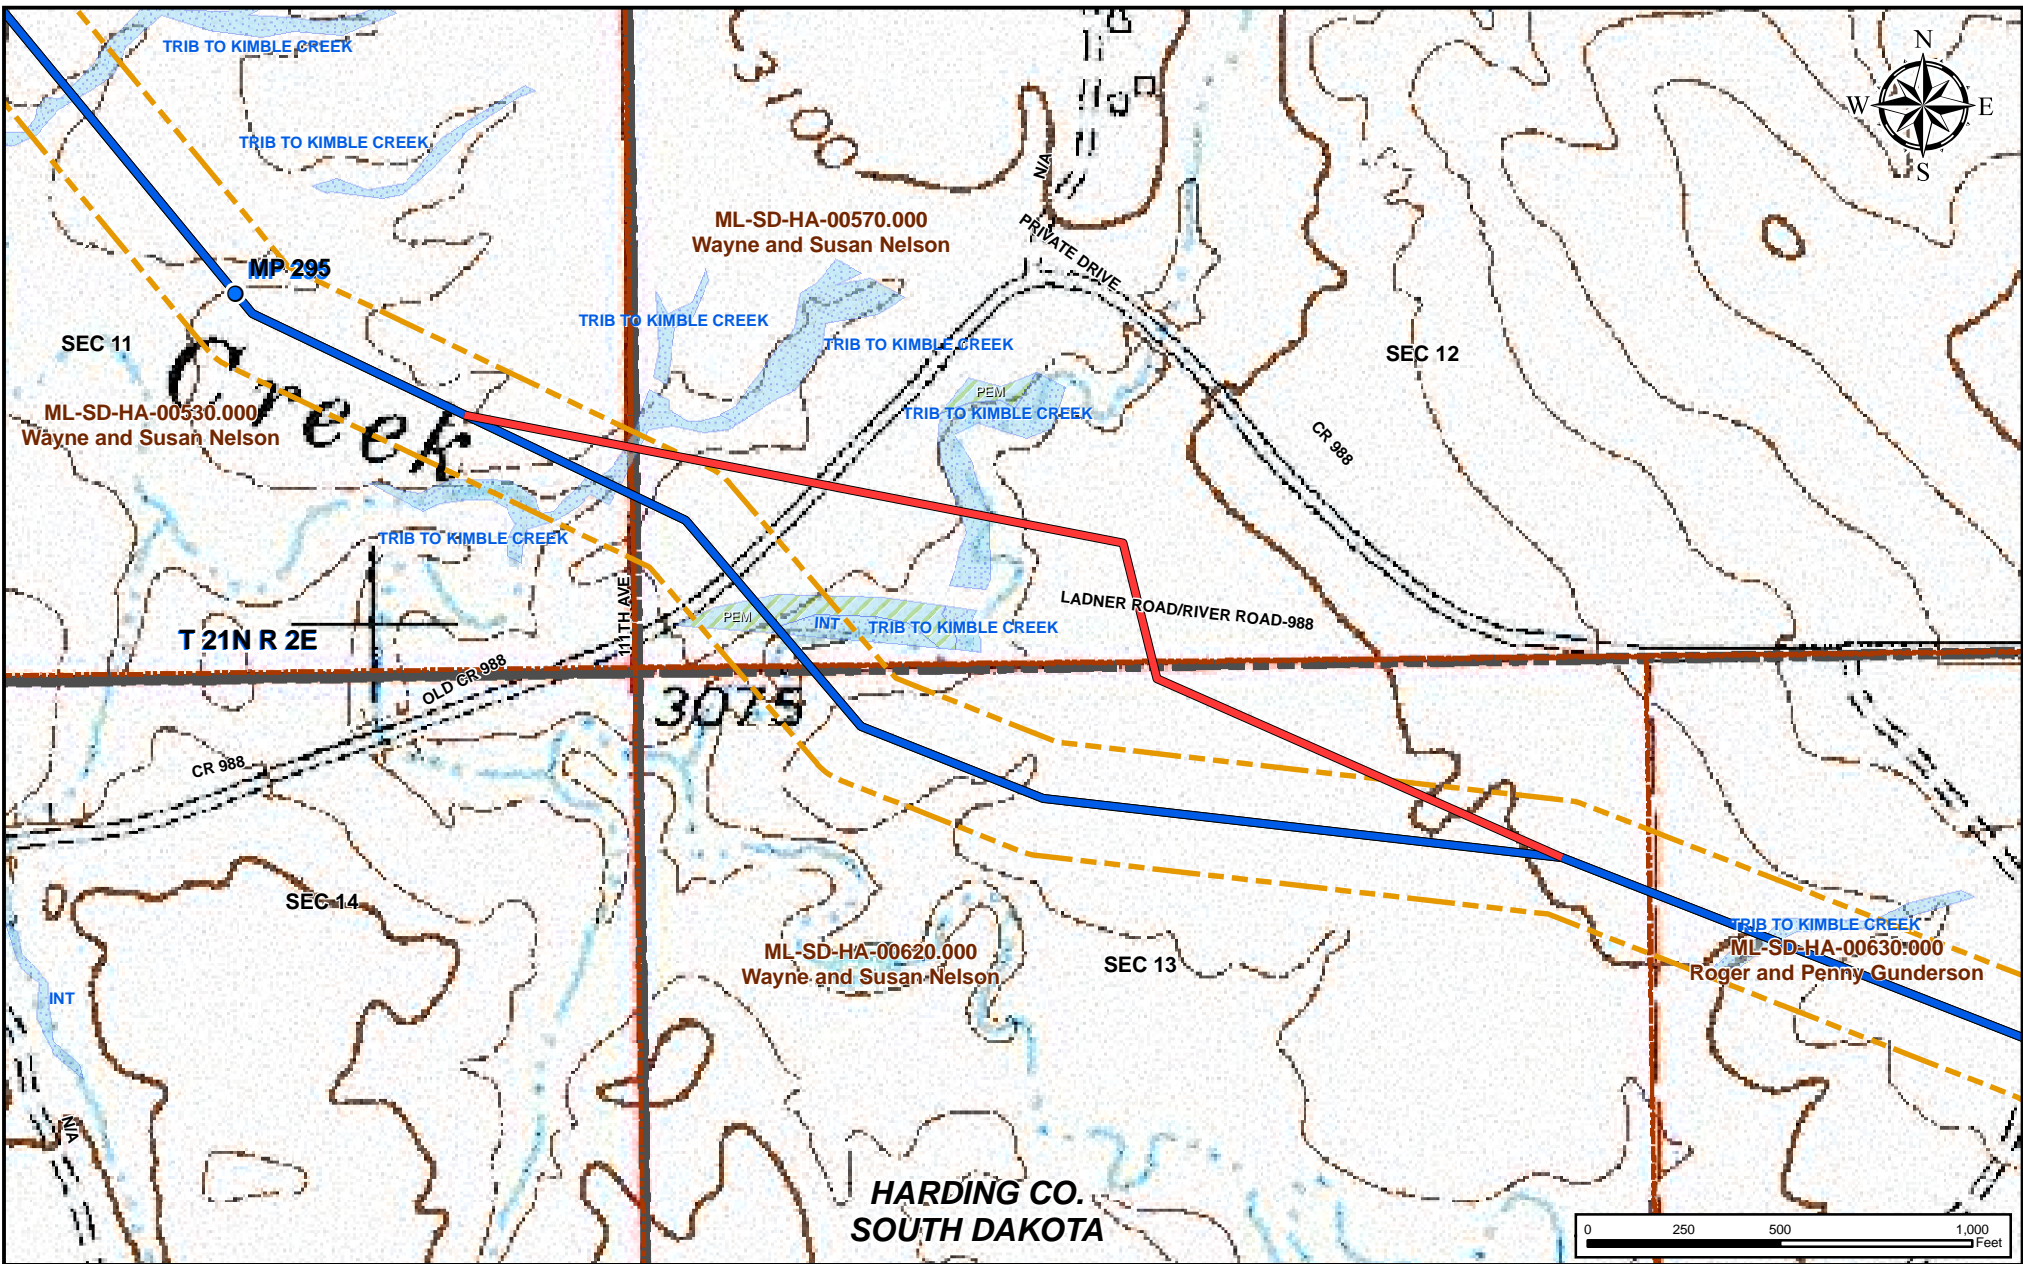 TRIB TO KIMBLE CREEK
N
W
E
S
3100
TRIB TO KIMBLE CREEK
N/A
ML-SD-HA-00570.000
Wayne and Susan Nelson
PRIVATE DRIVE
MP 295
TRIB TO KIMBLE CREEK
TRIB TO KIMBLE CREEK
SEC 11
SEC 12
Creek
PEM
ML-SD-HA-00530.000
Wayne and Susan Nelson
TRIB TO KIMBLE CREEK
CR 988
TRIB TO KIMBLE CREEK
111TH AVE
PEM
INT
TRIB TO KIMBLE CREEK
LADNER ROAD/RIVER ROAD-988
T 21N R 2E
OLD CR 988
3075
CR 988
SEC 14
TRIB TO KIMBLE CREEK
ML-SD-HA-00620.000
Wayne and Susan Nelson
SEC 13
ML-SD-HA-00630.000
Roger and Penny Gunderson
INT
N/A
HARDING CO.
SOUTH DAKOTA
0 250 500 1,000
Feet